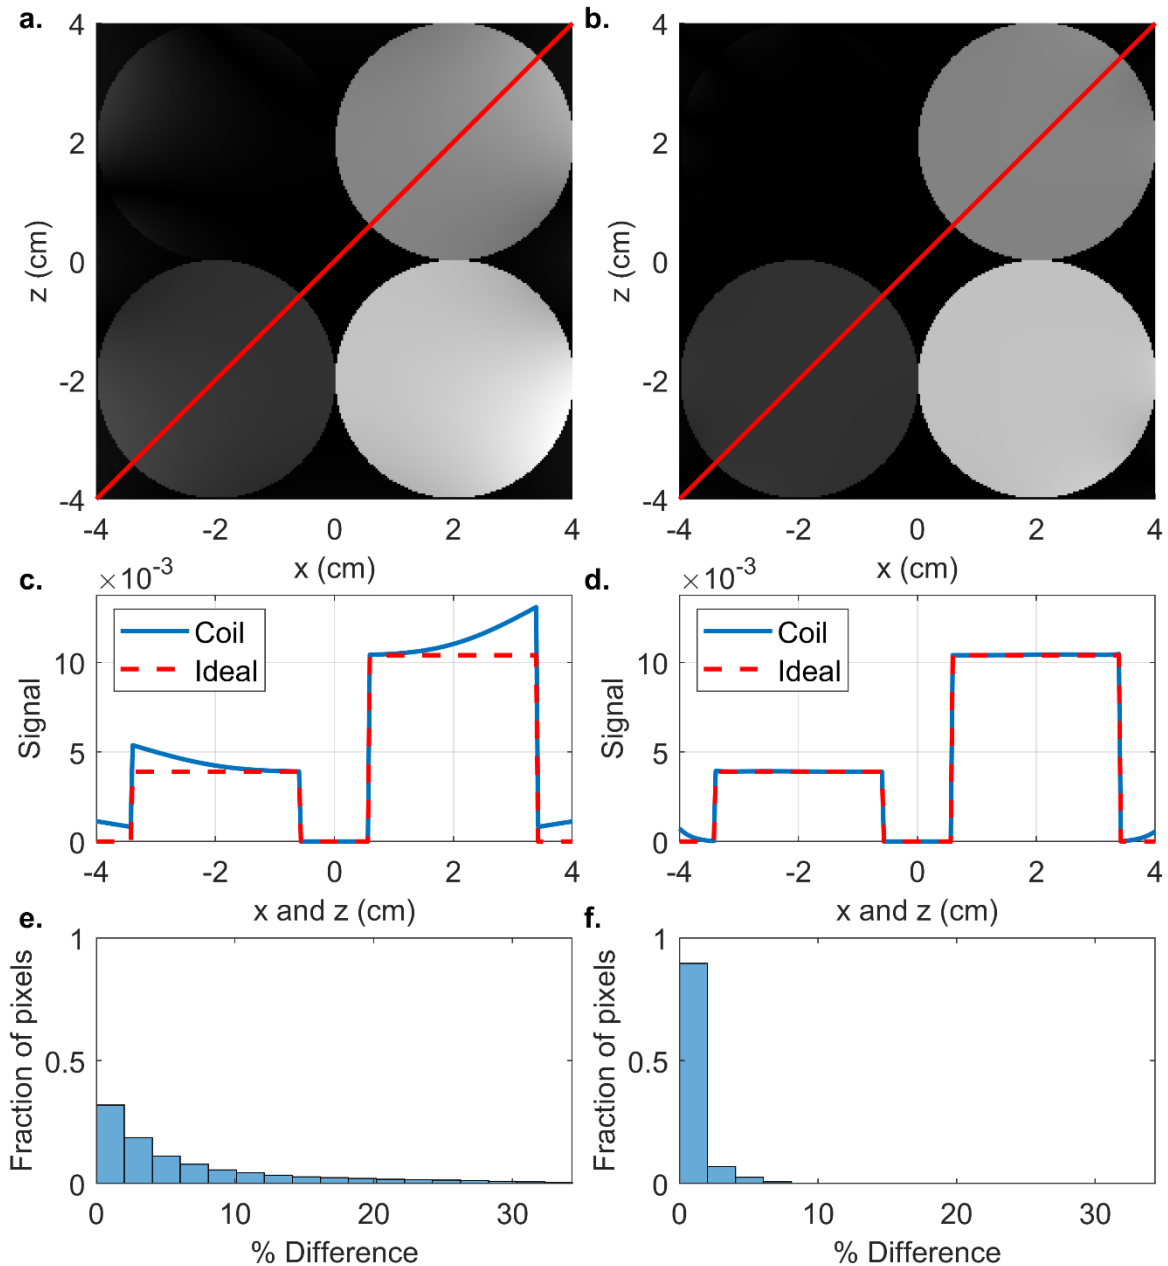 a.
b.
4
2
0
-2
-4
z (cm)
-4
-2
0
2
4
x (cm)
4
2
0
-2
-4
z (cm)
-4
-2
0
2
4
x (cm)
c.
×10-3
10
5
0
Signal
Coil
Ideal
-4
-2
0
2
4
x and z (cm)
d.
×10-3
10
5
0
Signal
Coil
Ideal
-4
-2
0
2
4
x and z (cm)
e.
1
0.5
0
Fraction of pixels
0
10
20
30
% Difference
f.
1
0.5
0
Fraction of pixels
0
10
20
30
% Difference